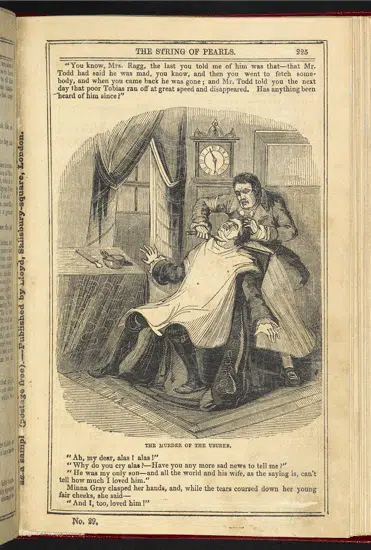 THE STRING OF PEARLS. 225
"You know, Mrs. Ragg, the last you told me of him was that—that Mr.
Todd had said he was mad, you know, and then you went to fetch some-
body, and when you came back he was gone; and Mr. Todd told you the next
day that poor Tobias ran off at great speed and disappeared. Has anything been
heard of him since?"
THE MURDER OF THE USURER.
"Ah, my dear, alas! alas!"
"Why do you cry alas?—Have you any more sad news to tell me?"
"He was my only son—and all the world and his wife, as the saying is, can't
tell how much I loved him."
Minna Gray clasped her hands, and, while the tears coursed down her young
fair cheeks, she said—
"And I, too, loved him!"
No. 29.
(postage free).—Published by Lloyd, Salisbury-square, London.